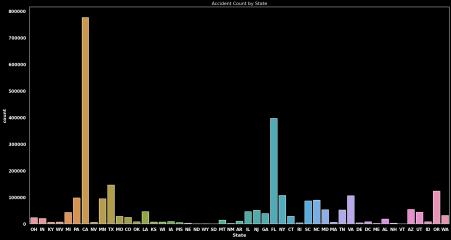 Accident Count by State
800000
700000
600000
500000
400000
300000
200000
100000
0
count
OH IN KY WV MI PA CA NV MN TX MO CO OK LA KS WI IA MS NE ND WY SD MT NM AR IL NJ GA FL NY CT RI SC NC MD MA TN VA DE DC ME AL NH VT AZ UT ID OR WA
State